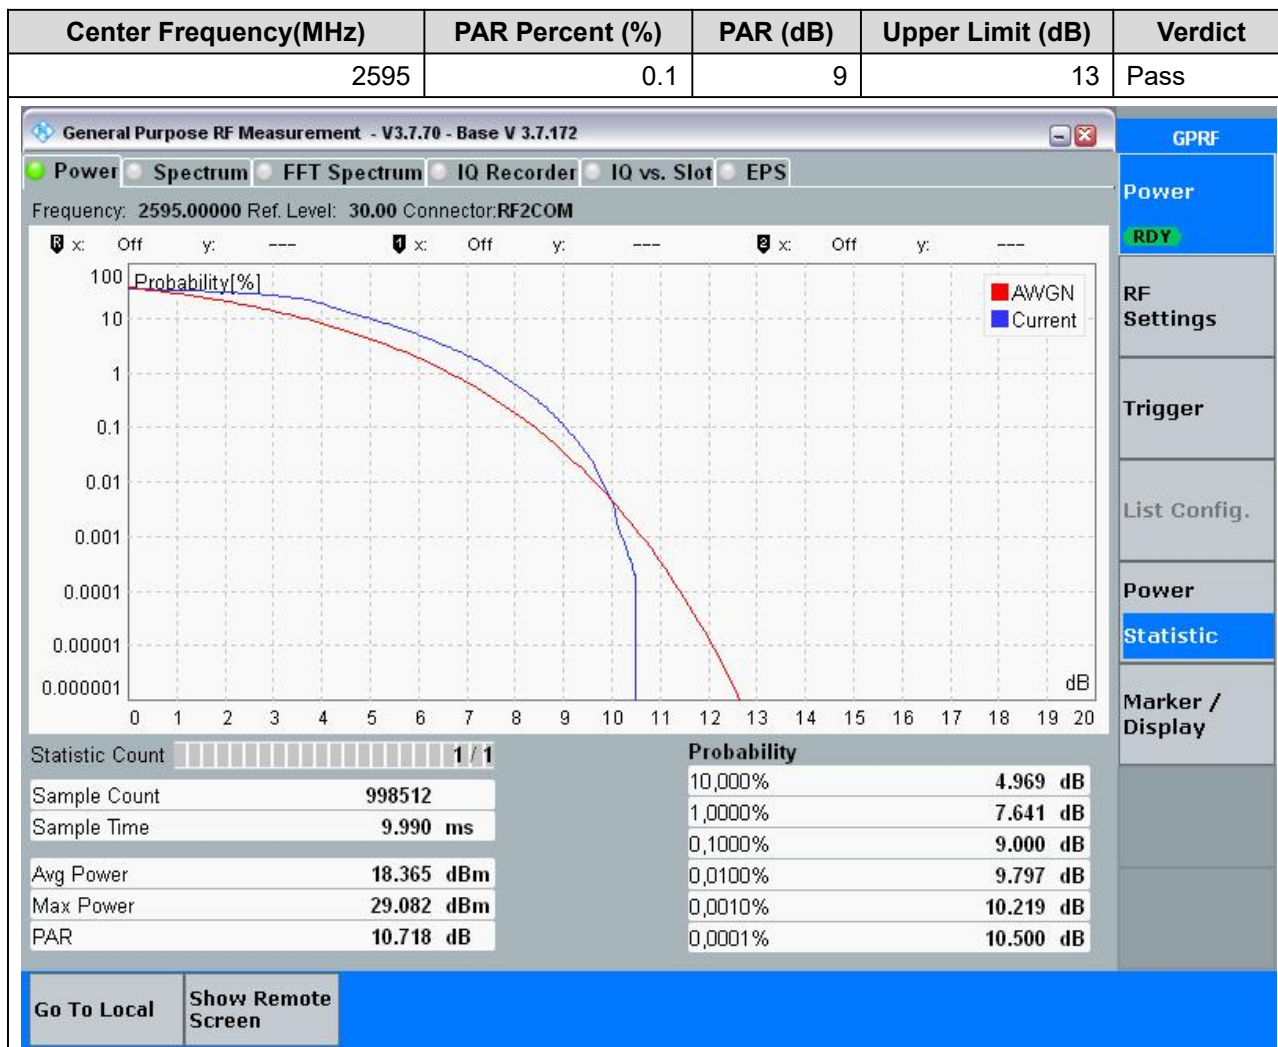 Center Frequency(MHz) PAR Percent (%) PAR (dB) Upper Limit (dB) Verdict
2595 0.1 9 13 Pass
General Purpose RF Measurement - V3.7.70 - Base V 3.7.172
GPRF
Power Spectrum FFT Spectrum IQ Recorder IQ vs. Slot EPS
Power
RDY
Frequency: 2595.00000 Ref. Level: 30.00 Connector:RF2COM
R x: Off y: --- 1 x: Off y: --- 2 x: Off y: ---
Probability[%]
AWGN
Current
100
10
1
0.1
0.01
0.001
0.0001
0.00001
0.000001
dB
0 1 2 3 4 5 6 7 8 9 10 11 12 13 14 15 16 17 18 19 20
RF
Settings
Trigger
List Config.
Power
Statistic
Marker /
Display
Statistic Count 1 / 1
Sample Count 998512
Sample Time 9.990 ms
Avg Power 18.365 dBm
Max Power 29.082 dBm
PAR 10.718 dB
Probability
10,000% 4.969 dB
1,0000% 7.641 dB
0,1000% 9.000 dB
0,0100% 9.797 dB
0,0010% 10.219 dB
0,0001% 10.500 dB
Go To Local
Show Remote
Screen